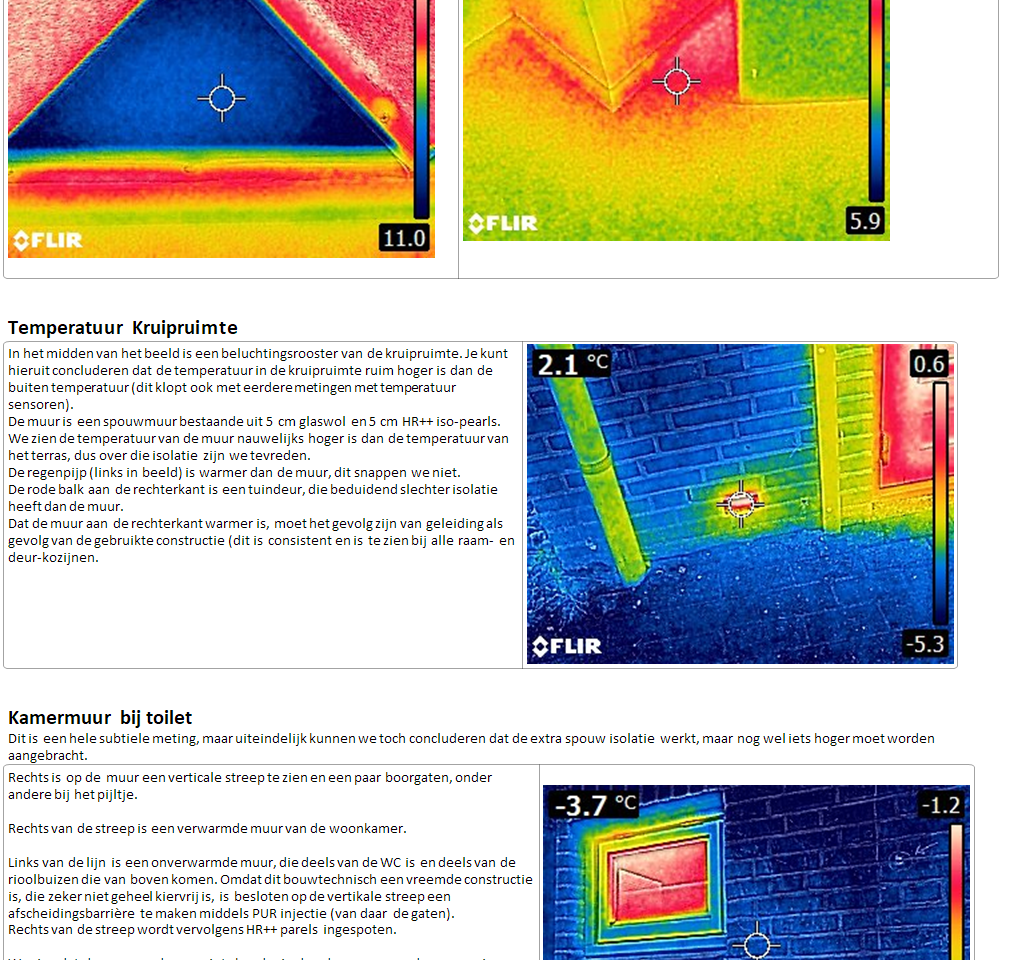 FLIR
11.0
FLIR
5.9
Temperatuur Kruipruimte
In het midden van het beeld is een beluchtingsrooster van de kruipruimte. Je kunt
hieruit concluderen dat de temperatuur in de kruipruimte ruim hoger is dan de
buiten temperatuur (dit klopt ook met eerdere metingen met temperatuur
sensoren).
De muur is een spouwmuur bestaande uit 5 cm glaswol en 5 cm HR++ iso-pearls.
We zien de temperatuur van de muur nauwelijks hoger is dan de temperatuur van
het terras, dus over die isolatie zijn we tevreden.
De regenpijp (links in beeld) is warmer dan de muur, dit snappen we niet.
De rode balk aan de rechterkant is een tuindeur, die beduidend slechter isolatie
heeft dan de muur.
Dat de muur aan de rechterkant warmer is, moet het gevolg zijn van geleiding als
gevolg van de gebruikte constructie (dit is consistent en is te zien bij alle raam- en
deur-kozijnen.
2.1 °C
0.6
FLIR
-5.3
Kamermuur bij toilet
Dit is een hele subtiele meting, maar uiteindelijk kunnen we toch concluderen dat de extra spouw isolatie werkt, maar nog wel iets hoger moet worden
aangebracht.
Rechts is op de muur een verticale streep te zien en een paar boorgaten, onder
andere bij het pijltje.
Rechts van de streep is een verwarmde muur van de woonkamer.
Links van de lijn is een onverwarmde muur, die deels van de WC is en deels van de
rioolbuizen die van boven komen. Omdat dit bouwtechnisch een vreemde constructie
is, die zeker niet geheel kiervrij is, is besloten op de vertikale streep een
afscheidingsbarrière te maken middels PUR injectie (van daar de gaten).
Rechts van de streep wordt vervolgens HR++ parels ingespoten.
-3.7 °C
-1.2